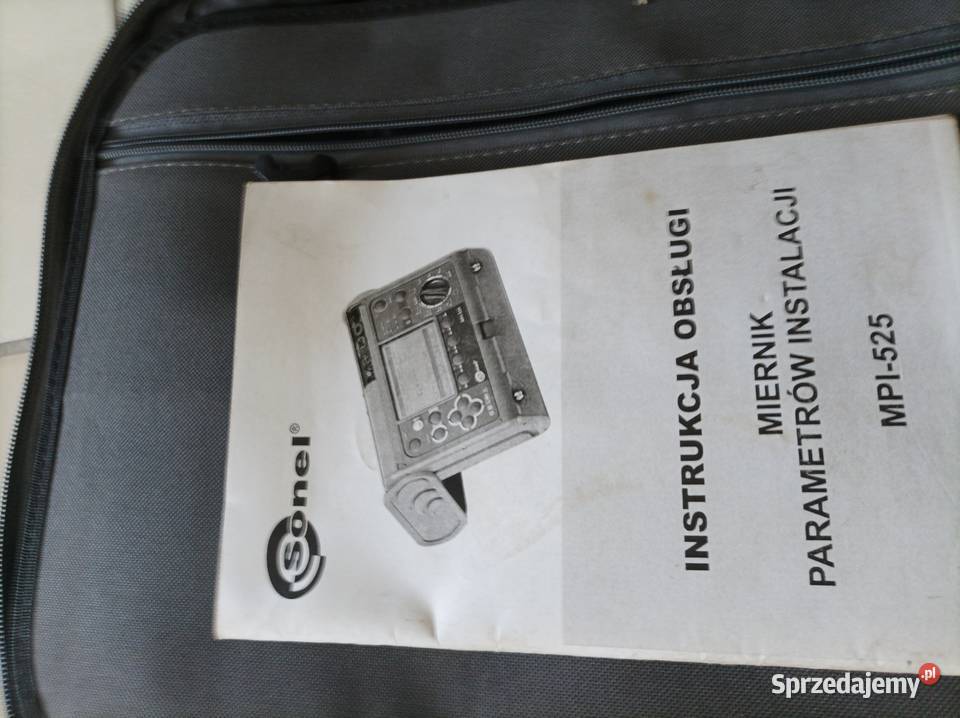 Sonel®
INSTRUKCJA OBSŁUGI
MIERNIK
PARAMETRÓW INSTALACJI
MPI-525
Sprzedajemy.pl